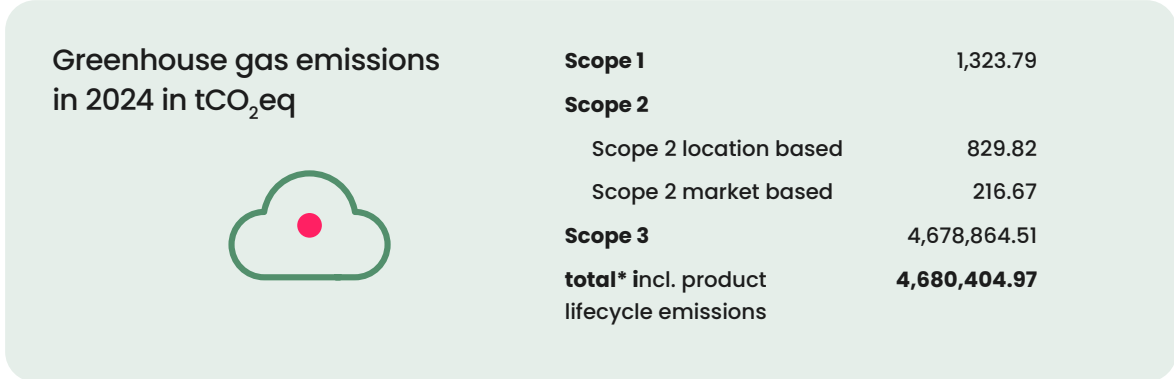 Greenhouse gas emissions
in 2024 in tCO₂eq
Scope 1 1,323.79
Scope 2
Scope 2 location based 829.82
Scope 2 market based 216.67
Scope 3 4,678,864.51
total* incl. product 4,680,404.97
lifecycle emissions